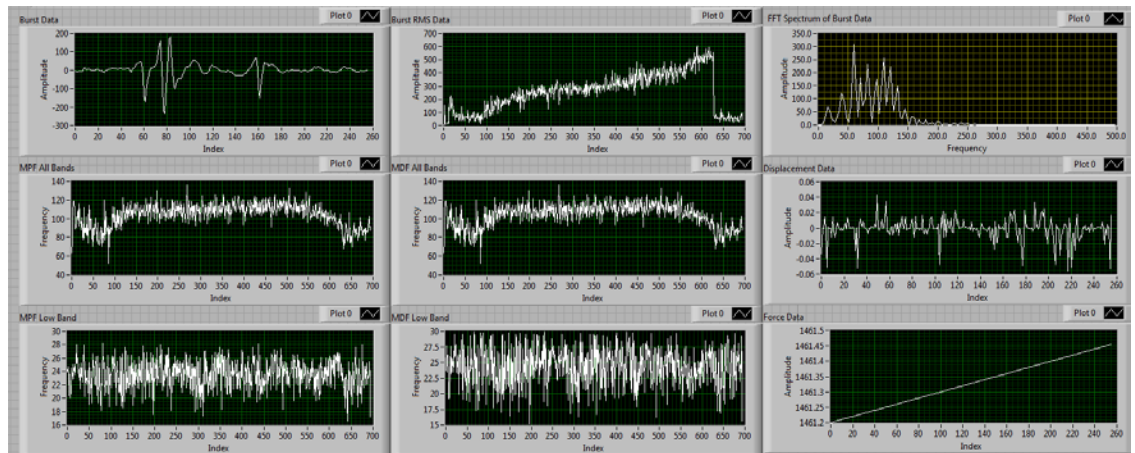 Burst Data
Plot 0
Amplitude
200-
100-
0-
-100-
-200-
-300-
0 20 40 60 80 100 120 140 160 180 200 220 240 260
Index
Burst RMS Data
Plot 0
Amplitude
700-
600-
500-
400-
300-
200-
100-
0-
0 50 100 150 200 250 300 350 400 450 500 550 600 650 700
Index
FFT Spectrum of Burst Data
Plot 0
Amplitude
350.0-
300.0-
250.0-
200.0-
150.0-
100.0-
50.0-
0.0-
0.0 50.0 100.0 150.0 200.0 250.0 300.0 350.0 400.0 450.0 500.0
Frequency
MPF All Bands
Plot 0
Frequency
140-
120-
100-
80-
60-
40-
0 50 100 150 200 250 300 350 400 450 500 550 600 650 700
Index
MDF All Bands
Plot 0
Frequency
140-
120-
100-
80-
60-
40-
0 50 100 150 200 250 300 350 400 450 500 550 600 650 700
Index
Displacement Data
Plot 0
Amplitude
0.06-
0.04-
0.02-
0-
-0.02-
-0.04-
-0.06-
0 20 40 60 80 100 120 140 160 180 200 220 240 260
Index
MPF Low Band
Plot 0
Frequency
30-
28-
26-
24-
22-
20-
18-
16-
0 50 100 150 200 250 300 350 400 450 500 550 600 650 700
Index
MDF Low Band
Plot 0
Frequency
30-
27.5-
25-
22.5-
20-
17.5-
15-
0 50 100 150 200 250 300 350 400 450 500 550 600 650 700
Index
Force Data
Plot 0
Amplitude
1461.5-
1461.45-
1461.4-
1461.35-
1461.3-
1461.25-
1461.2-
0 20 40 60 80 100 120 140 160 180 200 220 240 260
Index